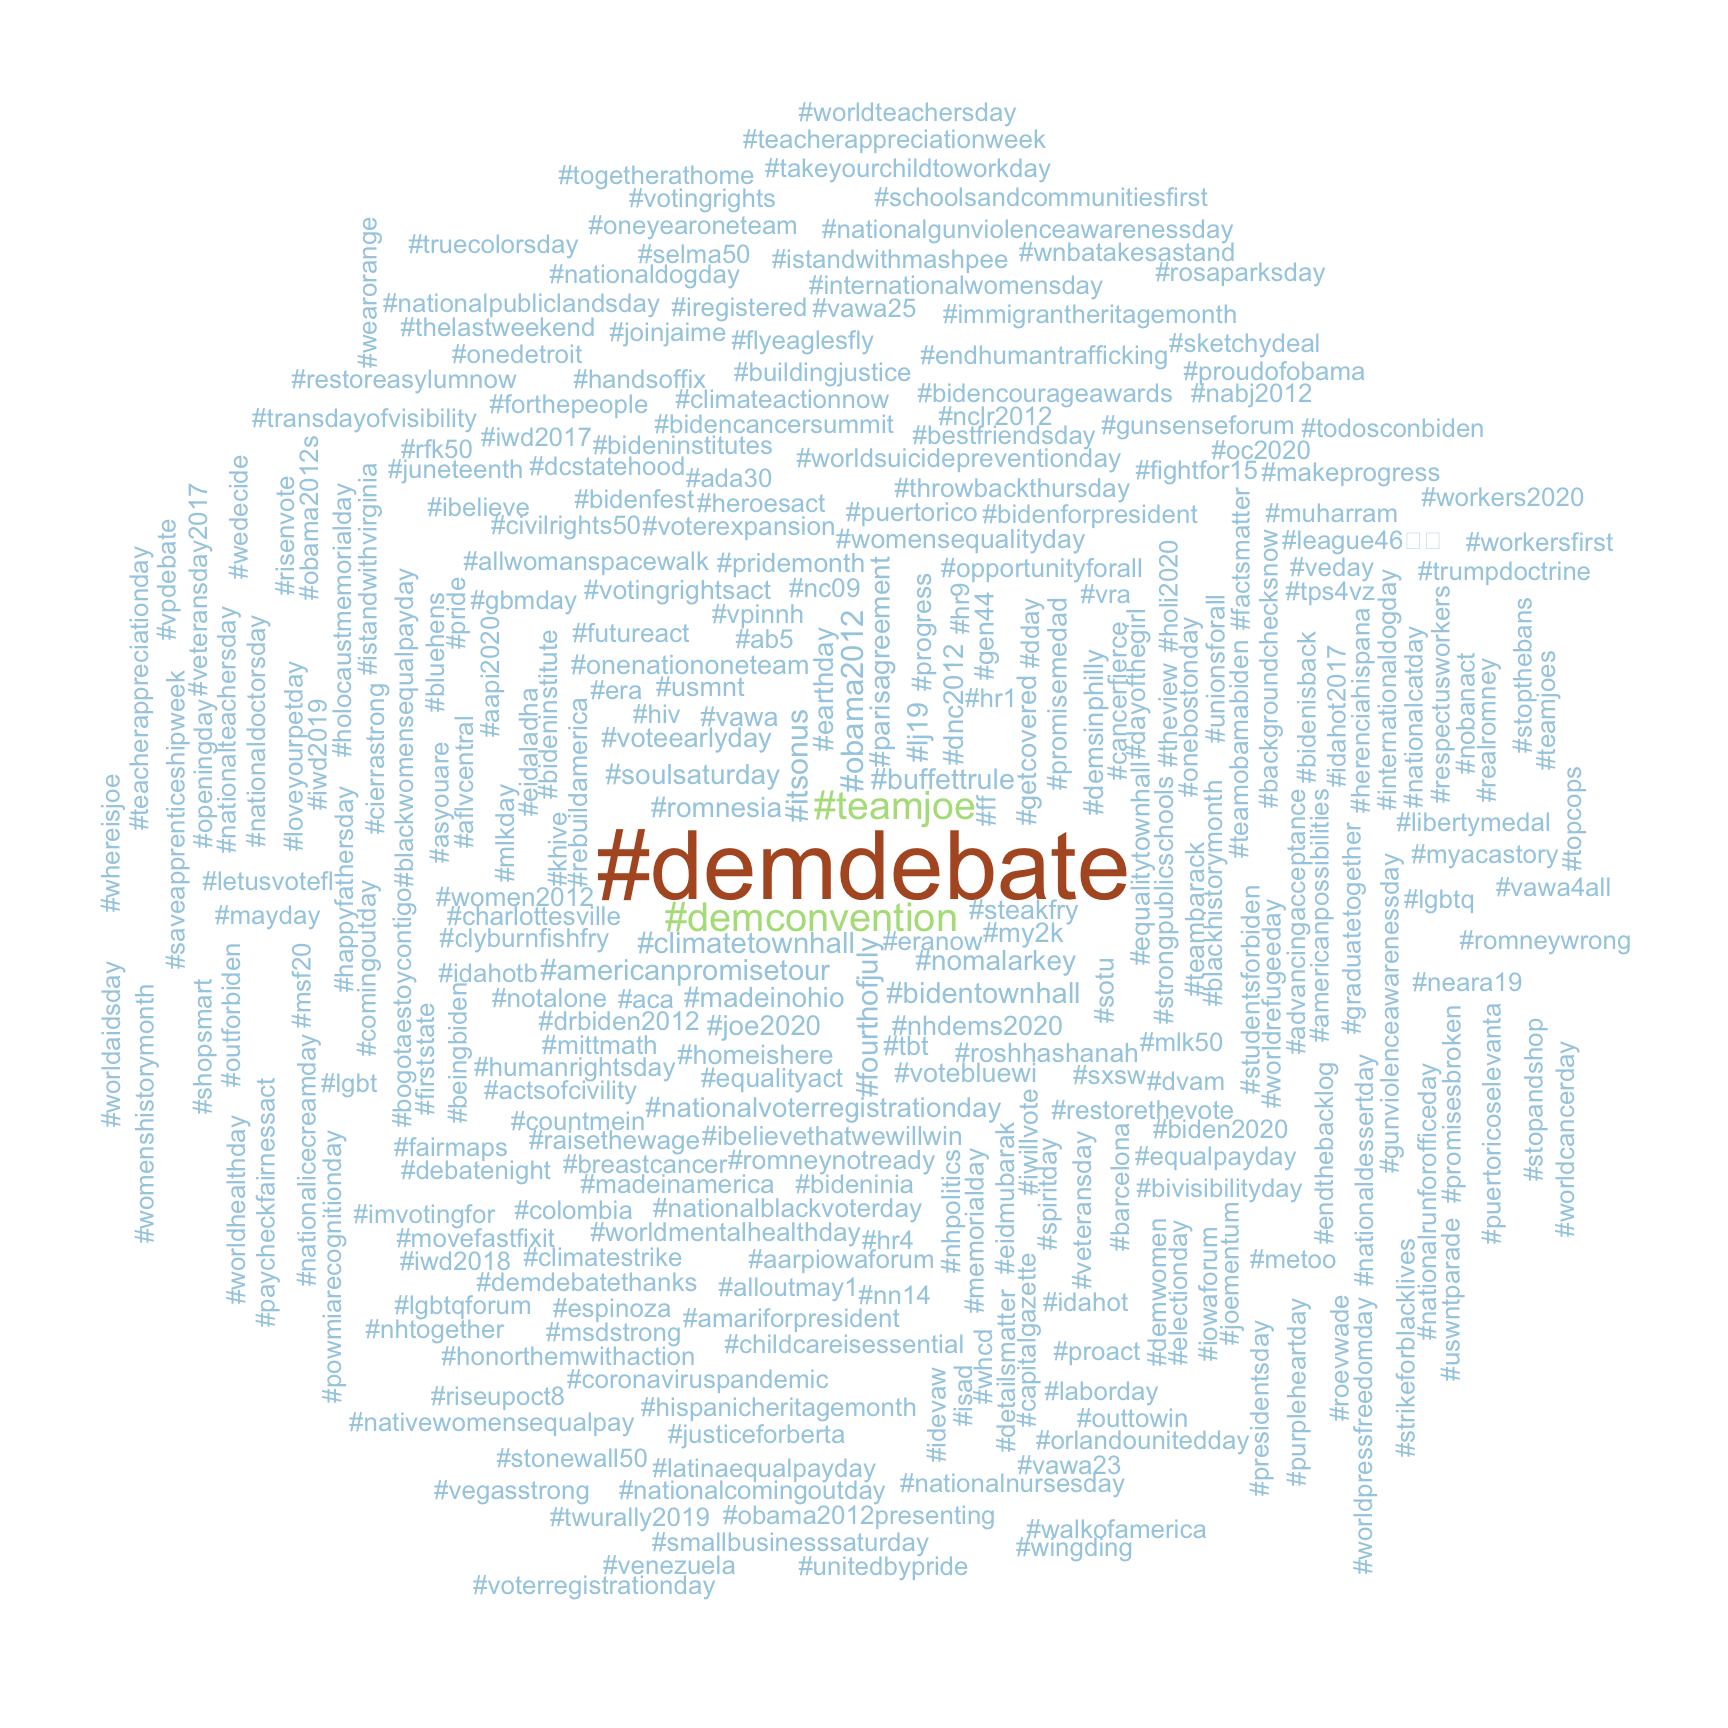 #worldteachersday
#teacherappreciationweek
#takeyourchildtoworkday
#togetherathome
#votingrights
#schoolsandcommunitiesfirst
#oneyearoneteam
#nationalgunviolenceawarenessday
#wearorange
#truecolorsday
#selma50
#istandwithmashpee
#wnbatakesastand
#nationaldogday
#internationalwomensday
#rosaparksday
#nationalpubliclandsday
#iregistered
#vawa25
#immigrantheritagemonth
#thelastweekend
#joinjaime
#flyeaglesfly
#sketchydeal
#onedetroit
#endhumantrafficking
#restoreasylumnow
#handsoffix
#buildingjustice
#proudofobama
#forthepeople
#climateactionnow
#bidencourageawards
#nabj2012
#transdayofvisibility
#bidencancersummit
#nclr2012
#gunsenseforum
#todosconbiden
#rfk50
#iwd2017
#bideninstitutes
#bestfriendsday
#oc2020
#juneteenth
#dcstatehood
#ada30
#worldsuicidepreventionday
#fightfor15
#makeprogress
#ibelieve
#bidenfest
#heroesact
#throwbackthursday
#workers2020
#civilrights50
#voterexpansion
#puertorico
#bidenforpresident
#muharram
#womensequalityday
#league46
#workersfirst
#allwomanspacewalk
#pridemonth
#opportunityforall
#veday
#trumpdoctrine
#gbmday
#votingrightsact
#nc09
#vra
#tps4vz
#vpinnh
#futureact
#ab5
#onenationoneteam
#era
#usmnt
#hiv
#vawa
#hr1
#voteearlyday
#soulsaturday
#buffettrule
#romnesia
#teamjoe
#ff
#demdebate
#demconvention
#whereisjoe
#teacherappreciationday
#vpdebate
#saveapprenticeshipweek
#openingday
#veteransday2017
#nationalteachersday
#wedecide
#nationaldoctorsday
#risenvote
#loveyourpetday
#obama2012s
#iwd2019
#holocaustmemorialday
#happyfathersday
#istandwithvirginia
#cierrastrong
#bogotaestoycontigo
#blackwomensequalpayday
#bluehens
#asyouare
#pride
#aflvcentral
#aapi2020
#mlkday
#eidaladha
#bideninstitute
#khive
#rebuildamerica
#itsonus
#earthday
#obama2012
#parisagreement
#lj19
#progress
#dnc2012
#hr9
#gen44
#getcovered
#dday
#promisemedad
#demsinphilly
#cancerfierce
#dayofthegirl
#equalitytownhall
#theview
#holi2020
#strongpublicschools
#onebostonday
#teambarack
#unionsforall
#blackhistorymonth
#factsmatter
#teamobamabiden
#backgroundchecksnow
#bidenisback
#advancingacceptance
#idahot2017
#americanpossibilities
#herenciahispana
#graduatetogether
#internationaldogday
#nationalcatday
#respectusworkers
#nobanact
#realromney
#stopthebans
#teamjoes
#topcops
#libertymedal
#myacastory
#vawa4all
#lgbtq
#letusvotefl
#mayday
#women2012
#charlottesville
#clyburnfishfry
#climatetownhall
#eranow
#steakfry
#my2k
#romneywrong
#idahotb
#americanpromisetour
#nomalarkey
#neara19
#notalone
#aca
#madeinohio
#bidentownhall
#drbiden2012
#joe2020
#nhdems2020
#mittmath
#homeishere
#tbt
#roshhashanah
#mlk50
#humanrightsday
#equalityact
#votebluewi
#sxsw
#dvam
#lgbt
#actsofcivility
#nationalvoterregistrationday
#restorethevote
#countmein
#biden2020
#fairmaps
#raisethewage
#ibelievethatwewillwin
#equalpayday
#debatenight
#breastcancer
#romneynotready
#madeinamerica
#bideninia
#bivisibilityday
#imvotingfor
#colombia
#nationalblackvoterday
#movefastfixit
#worldmentalhealthday
#hr4
#iwd2018
#climatestrike
#aarpiowaforum
#metoo
#demdebatethanks
#alloutmay1
#nn14
#lgbtqforum
#espinoza
#amariforpresident
#idahot
#nhtogether
#msdstrong
#childcareisessential
#proact
#honorthemwithaction
#coronaviruspandemic
#laborday
#riseupoct8
#hispanicheritagemonth
#outtowin
#nativewomensequalpay
#justiceforberta
#orlandounitedday
#stonewall50
#latinaequalpayday
#vawa23
#vegasstrong
#nationalcomingoutday
#nationalnursesday
#twurally2019
#obama2012presenting
#walkofamerica
#smallbusinesssaturday
#wingding
#venezuela
#unitedbypride
#voterregistrationday
#worldaidsday
#womenshistorymonth
#shopsmart
#outforbiden
#worldhealthday
#paycheckfairnessact
#msf20
#nationalicecreamday
#powmiarecognitionday
#comingoutday
#firststate
#beingbiden
#fourthofjuly
#sotu
#nhpolitics
#memorialday
#eidmubarak
#iwillvote
#spiritday
#veteransday
#barcelona
#idevaw
#isad
#whcd
#detailsmatter
#capitalgazette
#demwomen
#electionday
#iowaforum
#joementum
#studentsforbiden
#worldrefugeeday
#presidentsday
#purpleheartday
#endthebacklog
#roevwade
#nationaldessertday
#worldpressfreedomday
#gunviolenceawarenessday
#strikeforblacklives
#nationalrunforofficeday
#promisesbroken
#uswntparade
#puertoricoselevanta
#stopandshop
#worldcancerday